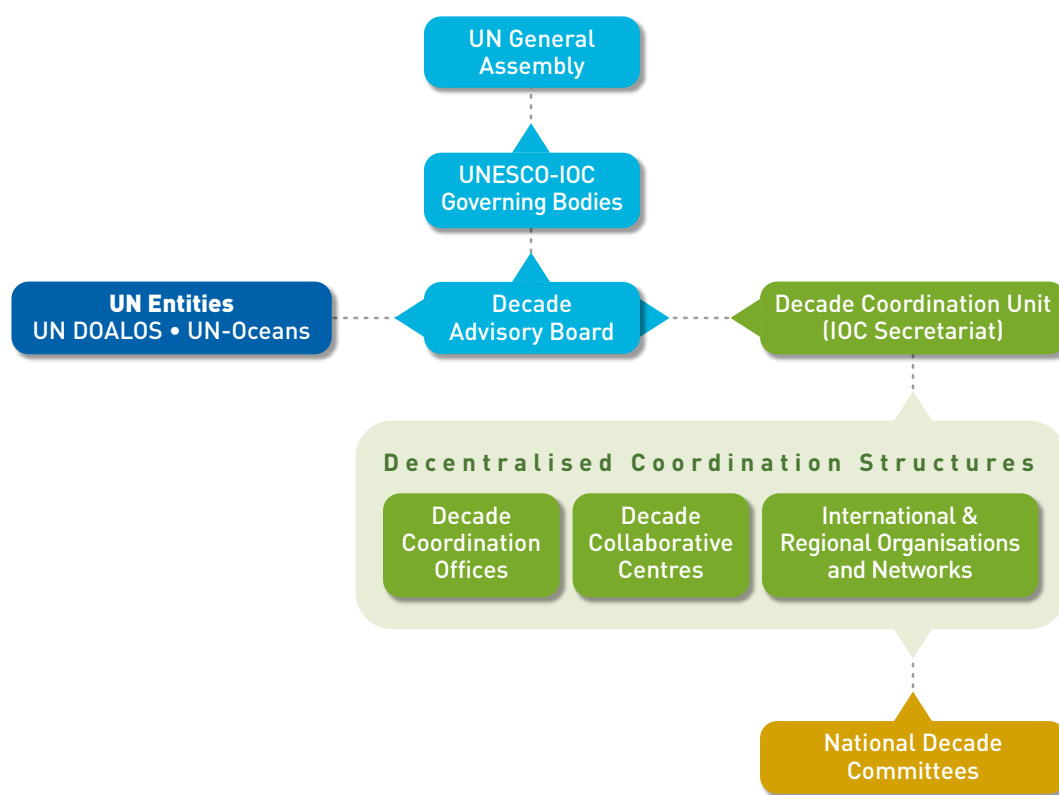 UN General
Assembly
UNESCO-IOC
Governing Bodies
UN Entities
UN DOALOS • UN-Oceans
Decade
Advisory Board
Decade Coordination Unit
(IOC Secretariat)
Decentralised Coordination Structures
Decade
Coordination
Offices
Decade
Collaborative
Centres
International &
Regional Organisations
and Networks
National Decade
Committees